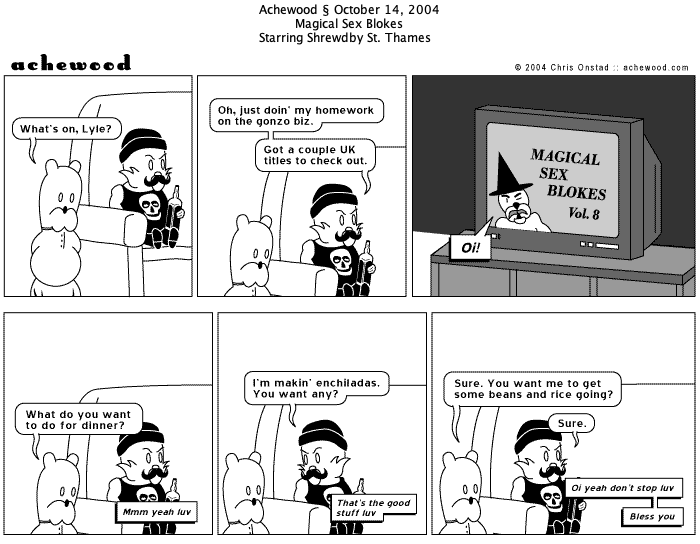 Achewood § October 14, 2004
Magical Sex Blokes
Starring Shrewdby St. Thames
achewood
© 2004 Chris Onstad :: achewood.com
What's on, Lyle?
Oh, just doin' my homework
on the gonzo biz.
Got a couple UK
titles to check out.
MAGICAL
SEX
BLOKES
Vol. 8
Oi!
What do you want
to do for dinner?
Mmm yeah luv
I'm makin' enchiladas.
You want any?
That's the good
stuff luv
Sure. You want me to get
some beans and rice going?
Sure.
Oi yeah don't stop luv
Bless you